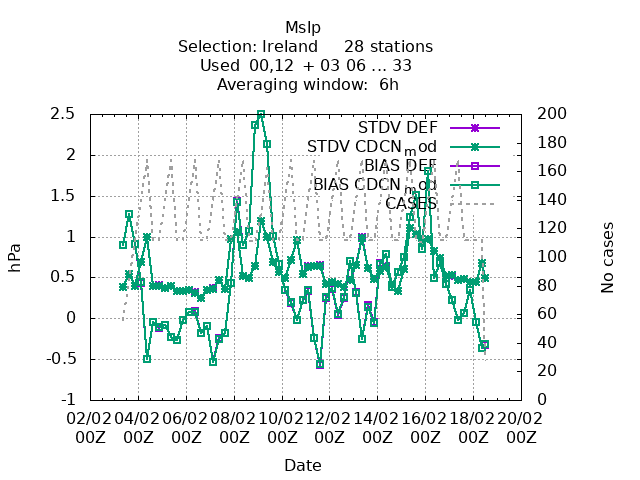 Mslp
Selection: Ireland 28 stations
Used 00,12 + 03 06 ... 33
Averaging window: 6h
2.5
2
1.5
1
0.5
0
-0.5
-1
hPa
200
180
160
140
120
100
80
60
40
20
0
No cases
STDV DEF
STDV CDCNmod
BIAS DEF
BIAS CDCNmod
CASES
02/02 04/02 06/02 08/02 10/02 12/02 14/02 16/02 18/02 20/02
00Z 00Z 00Z 00Z 00Z 00Z 00Z 00Z 00Z 00Z
Date